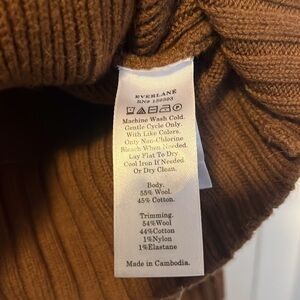 EVERLANE
RN# 150303
Machine Wash Cold.
Gentle Cycle Only.
With Like Colors.
Only Non-Chlorine
Bleach When Needed.
Lay Flat To Dry
Cool Iron If Needed
Or Dry Clean.
Body.
55% Wool.
45% Cotton.
Trimming.
54%Wool
44%Cotton
1%Nylon
1%Elastane
Made in Cambodia.